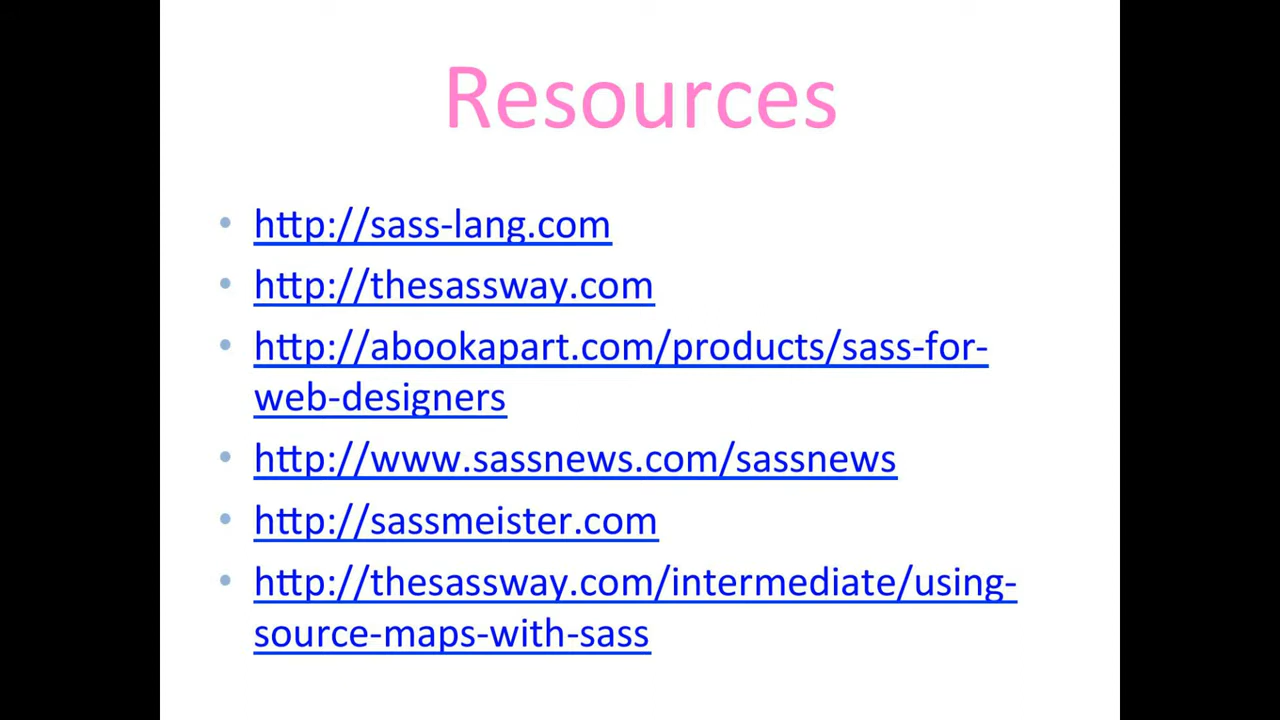 Resources
• http://sass-lang.com
• http://thesassway.com
• http://abookapart.com/products/sass-for-
web-designers
• http://www.sassnews.com/sassnews
• http://sassmeister.com
• http://thesassway.com/intermediate/using-
source-maps-with-sass